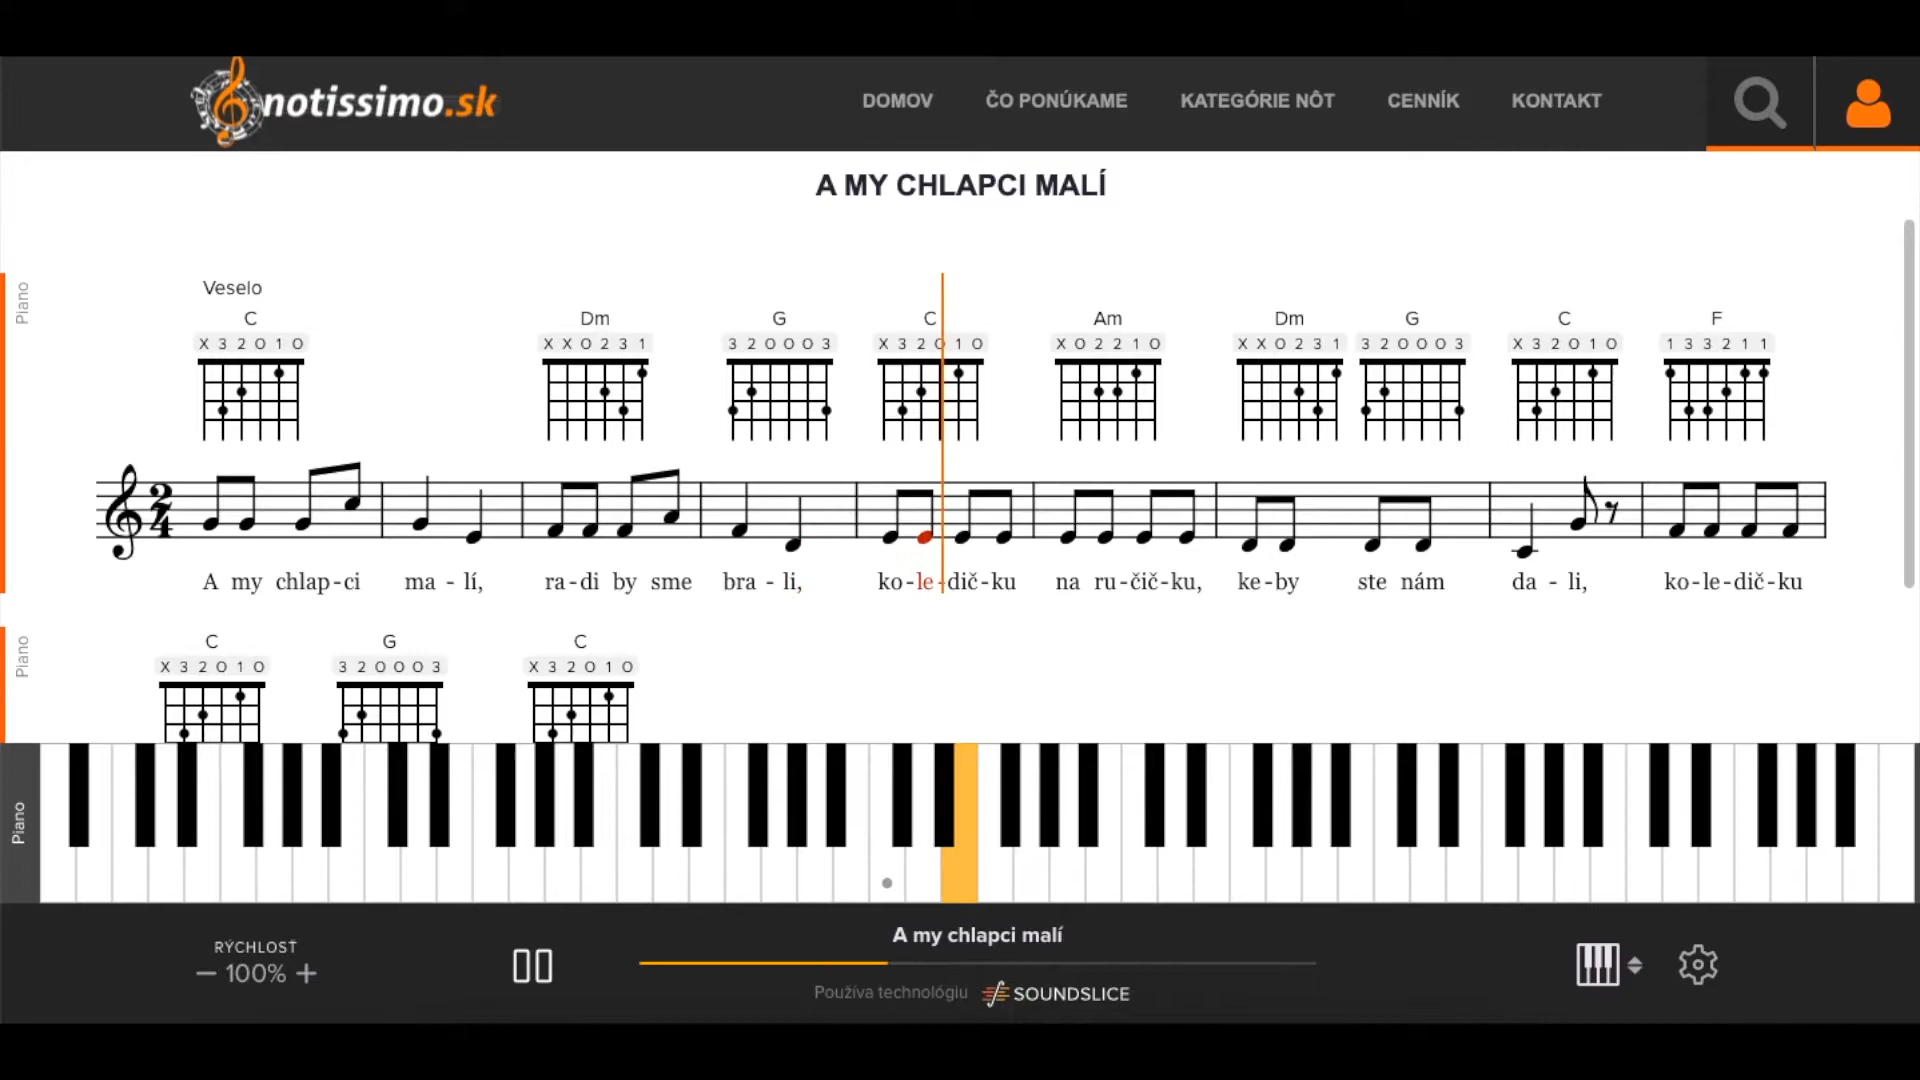 notissimo.sk
DOMOV ČO PONÚKAME KATEGÓRIE NÔT CENNÍK KONTAKT
A MY CHLAPCI MALÍ
Piano
Veselo
C Dm G C Am Dm G C F
X 3 2 0 1 0 X X 0 2 3 1 3 2 0 0 0 3 X 3 2 0 1 0 X 0 2 2 1 0 X X 0 2 3 1 3 2 0 0 0 3 X 3 2 0 1 0 1 3 3 2 1 1
2
4
A my chlap-ci ma - lí, ra-di by sme bra - li, ko-le-dič-ku na ru-čič-ku, ke-by ste nám da - li, ko-le-dič-ku
Piano
C G C
X 3 2 0 1 0 3 2 0 0 0 3 X 3 2 0 1 0
Piano
RÝCHLOSŤ
– 100% +
A my chlapci malí
Používa technológiu SOUNDSLICE